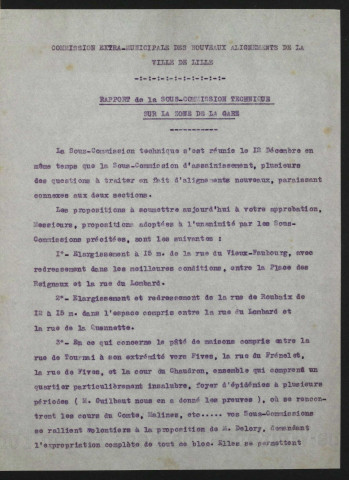 COMMISSION EXTRA-MUNICIPALE DES NOUVEAUX ALIGNEMENTS DE LA
VILLE DE LILLE
-:-:-:-:-:-:-:-:-:-
RAPPORT de la SOUS-COMMISSION TECHNIQUE
SUR LA ZONE DE LA GARE
-----------
La Sous-Commission technique s'est réunie le 12 Décembre en
même temps que la Sous-Commission d'assainissement, plusieurs
des questions à traiter en fait d'alignements nouveaux, paraissant
connexes aux deux sections.
Les propositions à soumettre aujourd'hui à votre approbation,
Messieurs, propositions adoptées à l'unanimité par les Sous-
Commissions précitées, sont les suivantes :
1°- Elargissement à 15 m. de la rue du Vieux-Faubourg, avec
redressement dans les meilleures conditions, entre la Place des
Reignaux et la rue du Lombard.
2°- Elargissement et redressement de la rue de Roubaix de
12 à 15 m. dans l'espace compris entre la rue du Lombard et
la rue de la Quennette.
3°- En ce qui concerne le pâté de maisons compris entre la
rue de Tournai à son extrémité vers Fives, la rue du Prénelet,
la rue de Fives, et la cour du Chaudron, ensemble qui comprend un
quartier particulièrement insalubre, foyer d'épidémies à plusieurs
périodes ( M. Guilbaut nous en a donné les preuves ), où se rencon-
trent les cours du Comte, Malines, etc..... vos Sous-Commissions
se rallient volontiers à la proposition de M. Delory, demandant
l'expropriation complète de tout ce bloc. Elles se permettent